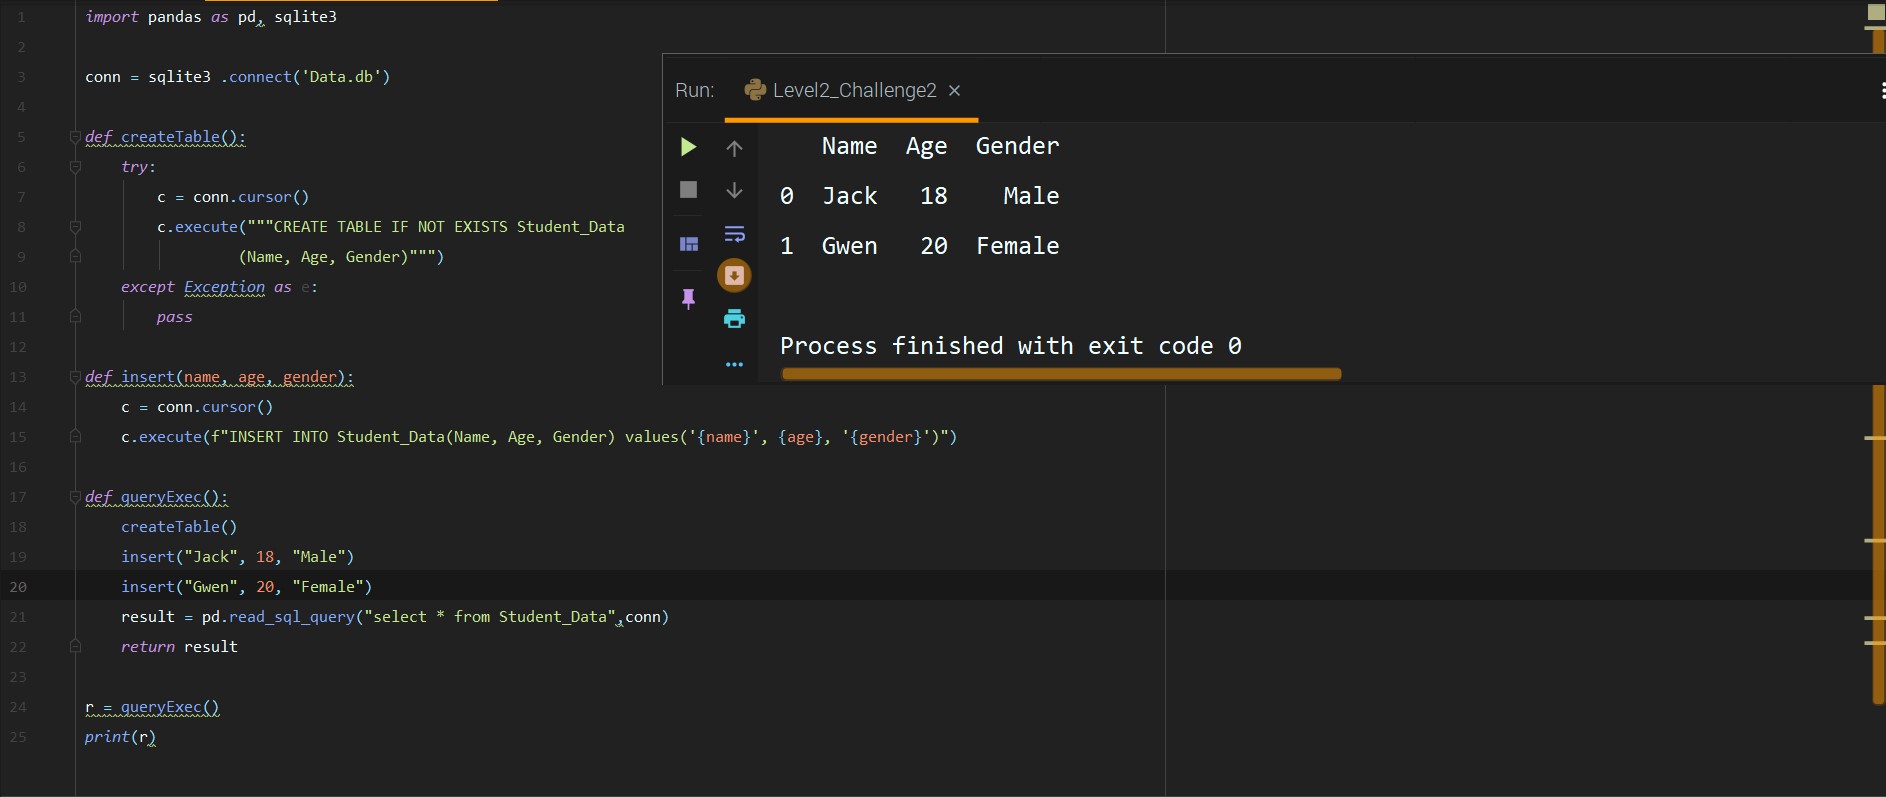 1 import pandas as pd, sqlite3
2
3 conn = sqlite3 .connect('Data.db')
4
5 def createTable():
6 try:
7 c = conn.cursor()
8 c.execute("""CREATE TABLE IF NOT EXISTS Student_Data
9 (Name, Age, Gender)""")
10 except Exception as e:
11 pass
12
13 def insert(name, age, gender):
14 c = conn.cursor()
15 c.execute(f"INSERT INTO Student_Data(Name, Age, Gender) values('{name}', {age}, '{gender}')")
16
17 def queryExec():
18 createTable()
19 insert("Jack", 18, "Male")
20 insert("Gwen", 20, "Female")
21 result = pd.read_sql_query("select * from Student_Data",conn)
22 return result
23
24 r = queryExec()
25 print(r)
Run: Level2_Challenge2 ×
Name Age Gender
0 Jack 18 Male
1 Gwen 20 Female
Process finished with exit code 0